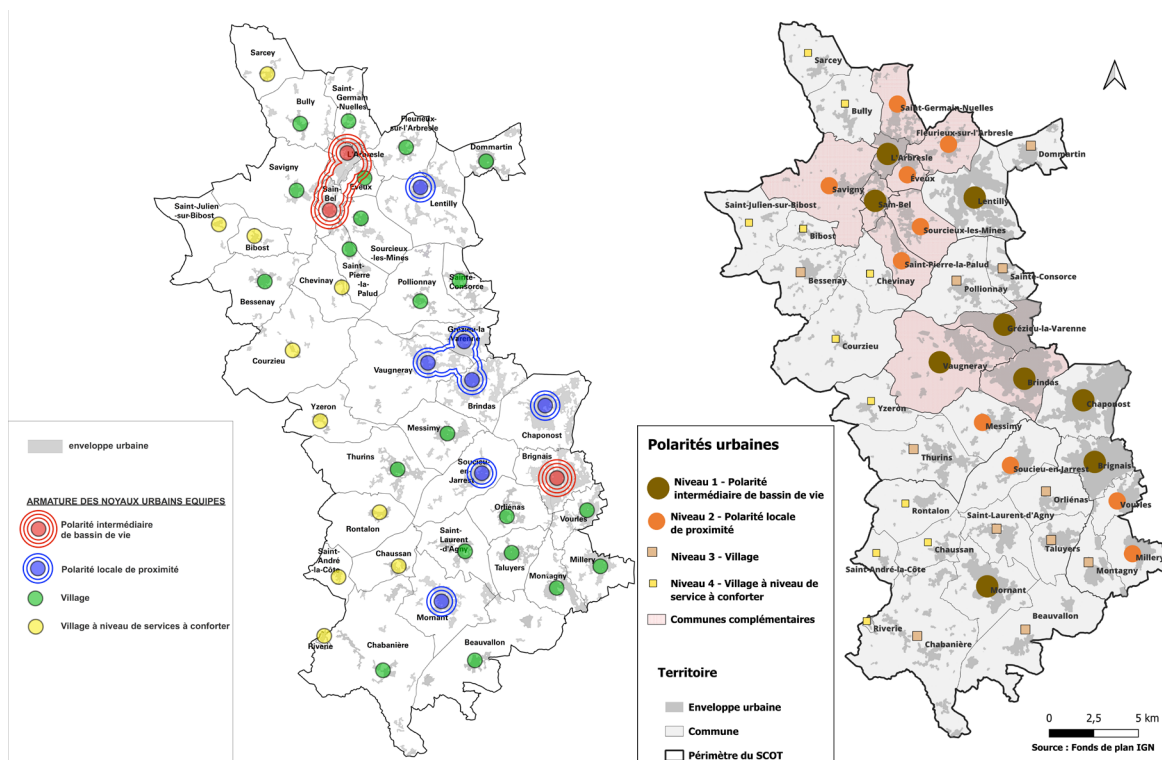 Sarcey
Bully
Saint-
Germain
-Nuelles
Fleurieux-
sur-l'Arbresle
Dommartin
L'Arbresle
Savigny
Eveux
Sain-
Bel
Lentilly
Saint-Julien
-sur-Bibost
Bibost
Sourcieux
-les-Mines
Saint-
Pierre
-la-
Palud
Chevinay
Bessenay
Pollionnay
Sainte-
Consorce
Grézieu-la
-Varenne
Courzieu
Vaugneray
Brindas
Yzeron
Messimy
Chaponost
Thurins
Soucieu-
en-
Jarrest
Brignais
Rontalon
Orliénas
Vourles
Saint-
Laurent
-d'Agny
Saint-
André
-la-Côte
Chaussan
Taluyers
Millery
Montagny
Mornant
Riverie
Chabanière
Beauvallon
enveloppe urbaine
ARMATURE DES NOYAUX URBAINS EQUIPES
Polarité intermédiaire
de bassin de vie
Polarité locale de proximité
Village
Village à niveau de services à conforter
Sarcey
Bully
Saint-Germain-Nuelles
Fleurieux-sur-l'Arbresle
L'Arbresle
Dommartin
Éveux
Savigny
Sain-Bel
Lentilly
Saint-Julien-sur-Bibost
Bibost
Sourcieux-les-Mines
Saint-Pierre-la-Palud
Bessenay
Chevinay
Pollionnay
Sainte-Consorce
Grézieu-la-Varenne
Courzieu
Vaugneray
Brindas
Yzeron
Chaponost
Messimy
Thurins
Soucieu-en-Jarrest
Brignais
Orliénas
Rontalon
Vourles
Saint-Laurent-d'Agny
Chaussan
Taluyers
Millery
Saint-André-la-Côte
Montagny
Mornant
Riverie
Beauvallon
Chabanière
Polarités urbaines
Niveau 1 - Polarité
intermédiaire de bassin de vie
Niveau 2 - Polarité locale
de proximité
Niveau 3 - Village
Niveau 4 - Village à niveau de
service à conforter
Communes complémentaires
Territoire
Enveloppe urbaine
Commune
Périmètre du SCOT
0 2,5 5 km
Source : Fonds de plan IGN